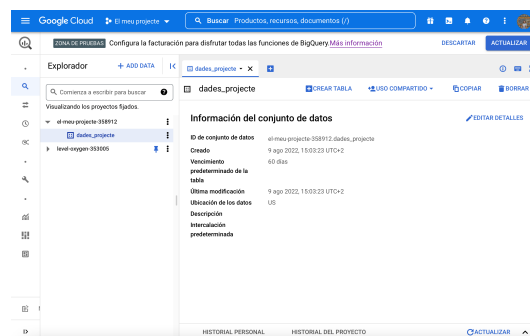 Google Cloud
El meu projecte
Q Buscar Productos, recursos, documentos (/)
ZONA DE PRUEBAS Configura la facturación para disfrutar todas las funciones de BigQuery. Más información
DESCARTAR
ACTUALIZAR
Explorador
+ ADD DATA
Comienza a escribir para buscar
Visualizando los proyectos fijados.
el-meu-projecte-358912
dades_projecte
level-oxygen-353005
dades_projecte
dades_projecte
CREAR TABLA
USO COMPARTIDO
COPIAR
BORRAR
Información del conjunto de datos
EDITAR DETALLES
ID de conjunto de datos el-meu-projecte-358912.dades_projecte
Creado 9 ago 2022, 15:03:23 UTC+2
Vencimiento 60 días
predeterminado de la
tabla
Última modificación 9 ago 2022, 15:03:23 UTC+2
Ubicación de los datos US
Descripción
Intercalación
predeterminada
HISTORIAL PERSONAL
HISTORIAL DEL PROYECTO
ACTUALIZAR